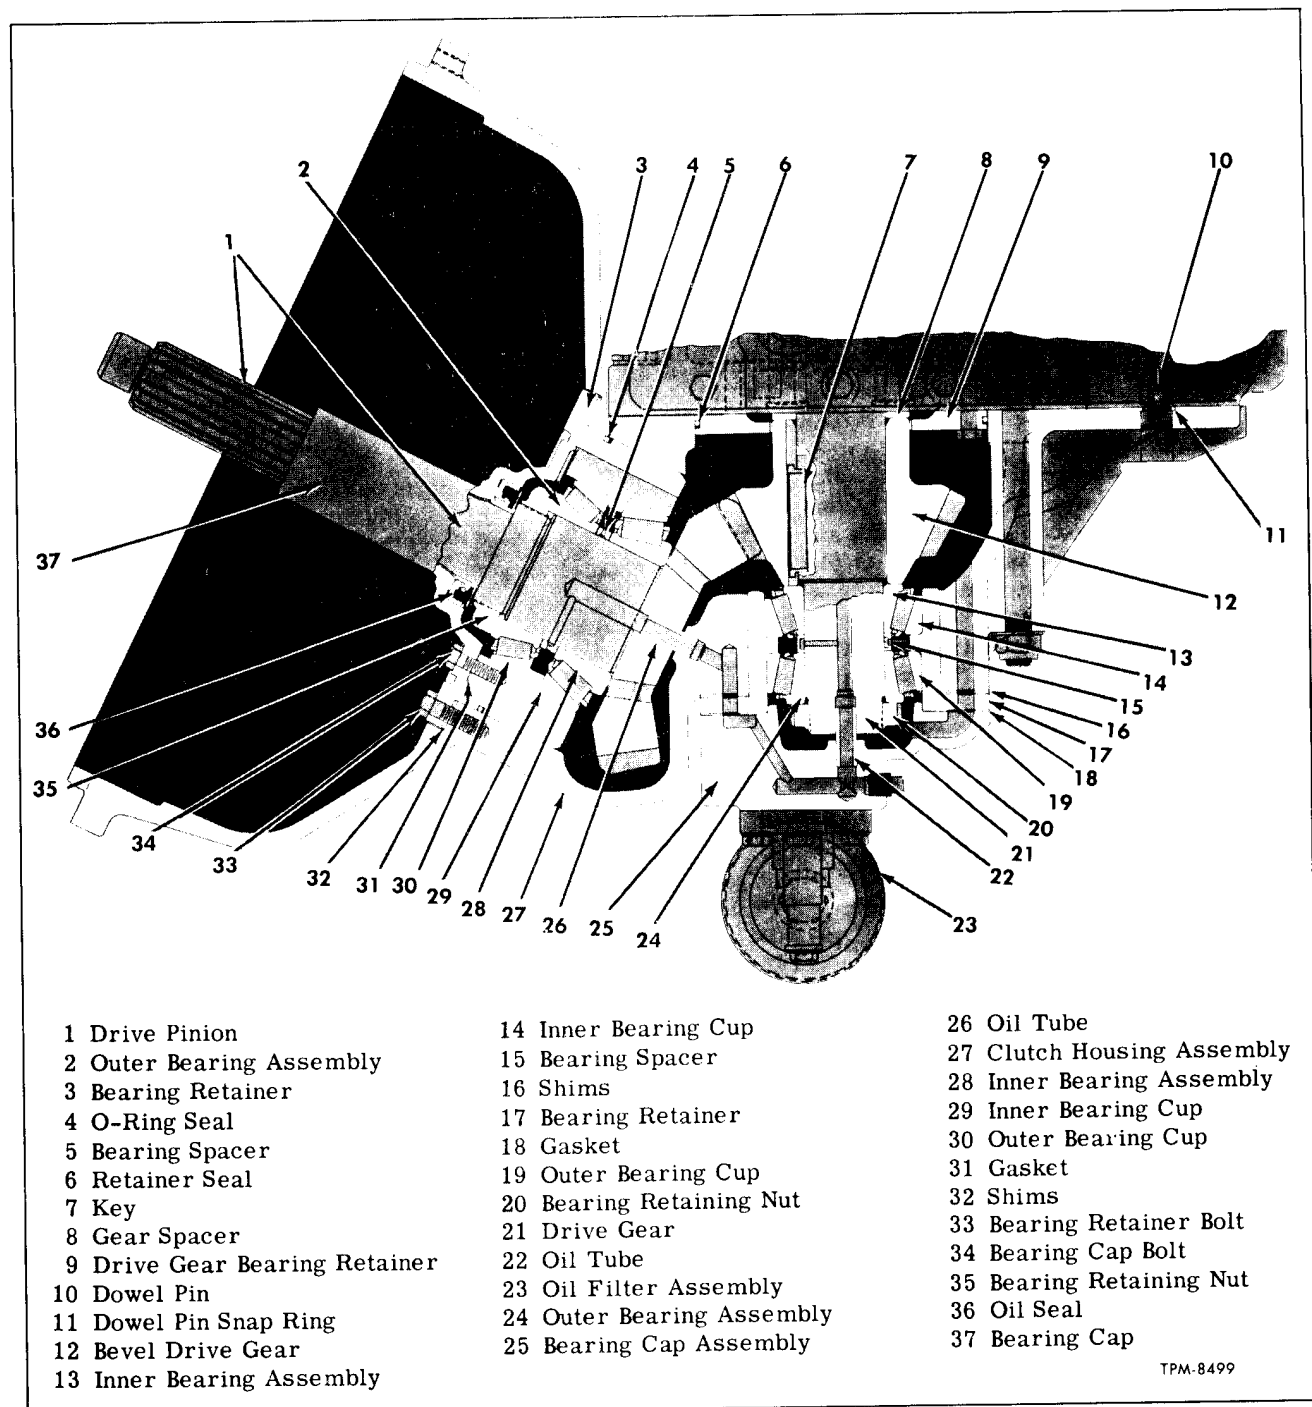 1
2
3
4
5
6
7
8
9
10
11
12
13
14
15
16
17
18
19
20
21
22
23
24
25
26
27
28
29
30
31
32
33
34
35
36
37
1 Drive Pinion
2 Outer Bearing Assembly
3 Bearing Retainer
4 O-Ring Seal
5 Bearing Spacer
6 Retainer Seal
7 Key
8 Gear Spacer
9 Drive Gear Bearing Retainer
10 Dowel Pin
11 Dowel Pin Snap Ring
12 Bevel Drive Gear
13 Inner Bearing Assembly
14 Inner Bearing Cup
15 Bearing Spacer
16 Shims
17 Bearing Retainer
18 Gasket
19 Outer Bearing Cup
20 Bearing Retaining Nut
21 Drive Gear
22 Oil Tube
23 Oil Filter Assembly
24 Outer Bearing Assembly
25 Bearing Cap Assembly
26 Oil Tube
27 Clutch Housing Assembly
28 Inner Bearing Assembly
29 Inner Bearing Cup
30 Outer Bearing Cup
31 Gasket
32 Shims
33 Bearing Retainer Bolt
34 Bearing Cap Bolt
35 Bearing Retaining Nut
36 Oil Seal
37 Bearing Cap
TPM-8499